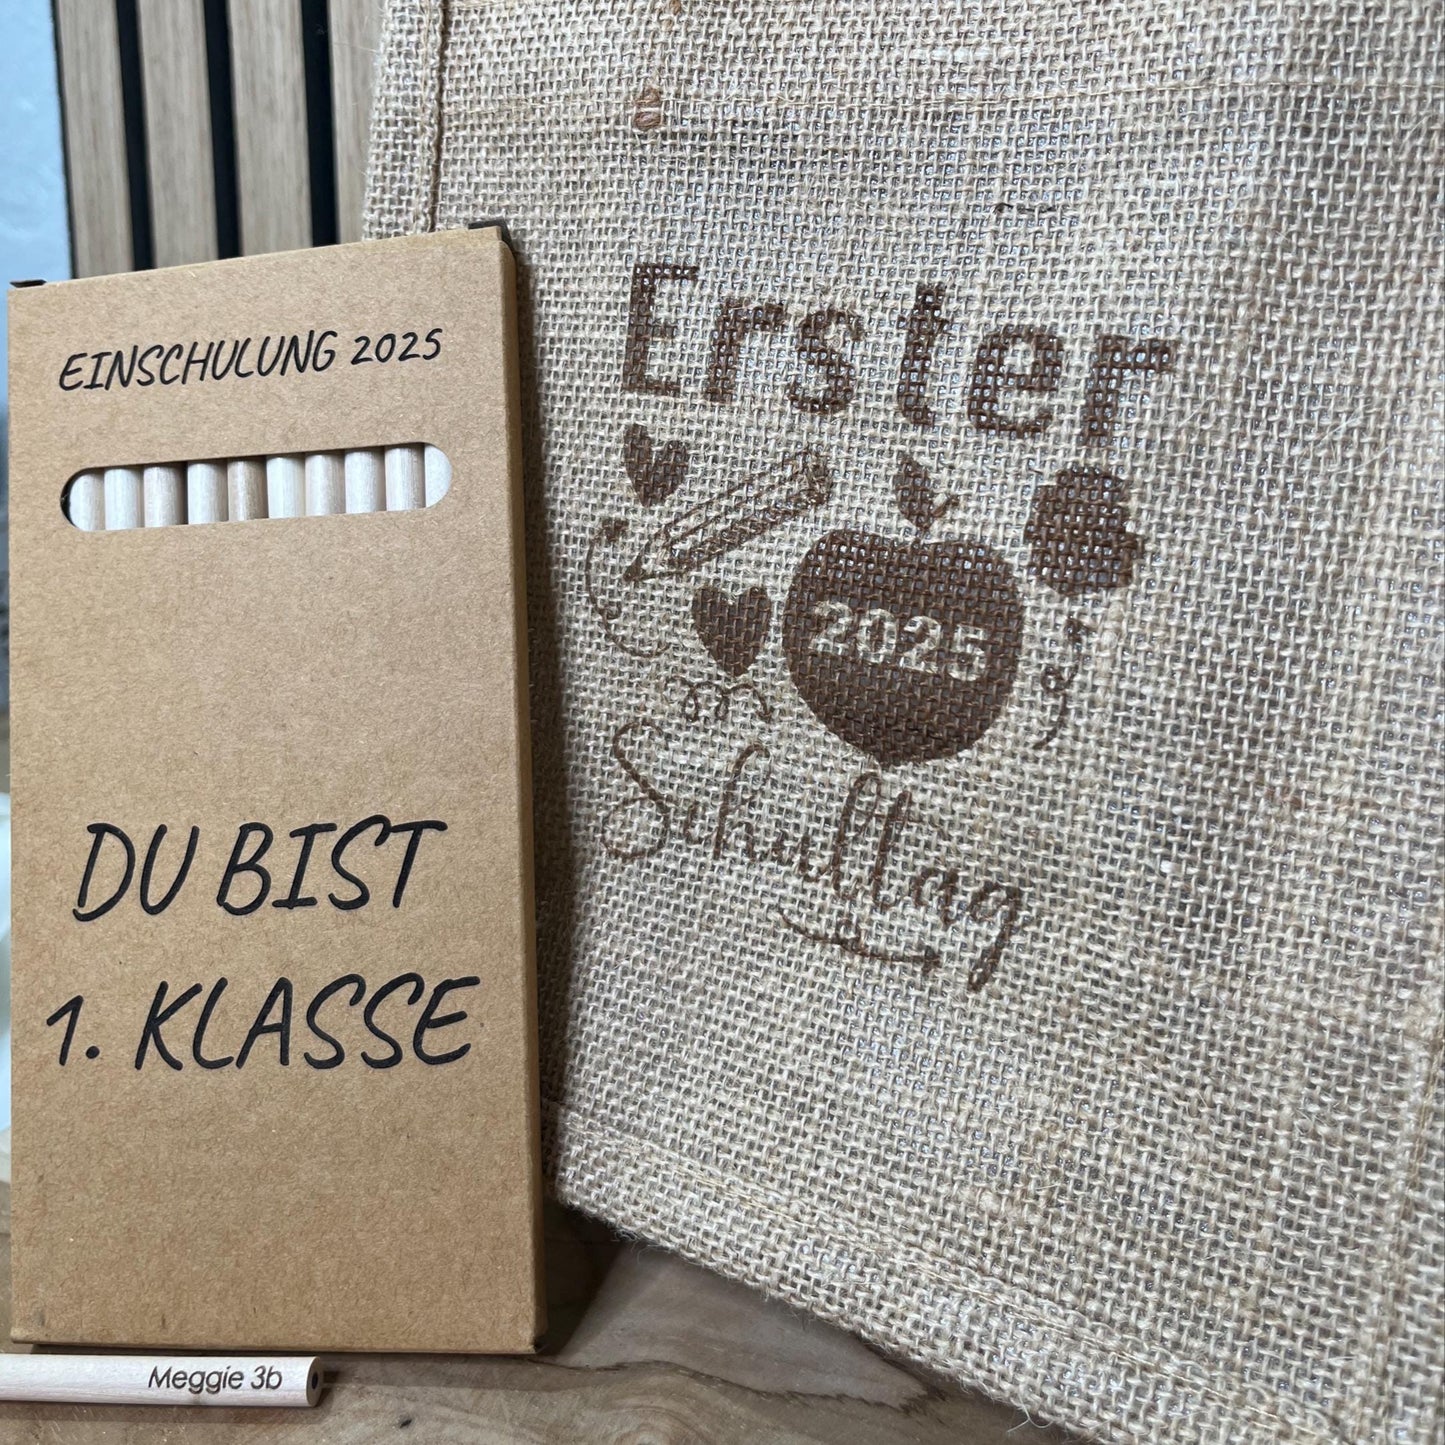 EINSCHULUNG 2025
DU BIST
1. KLASSE
Meggie 3b
Erster
2025
Schultag